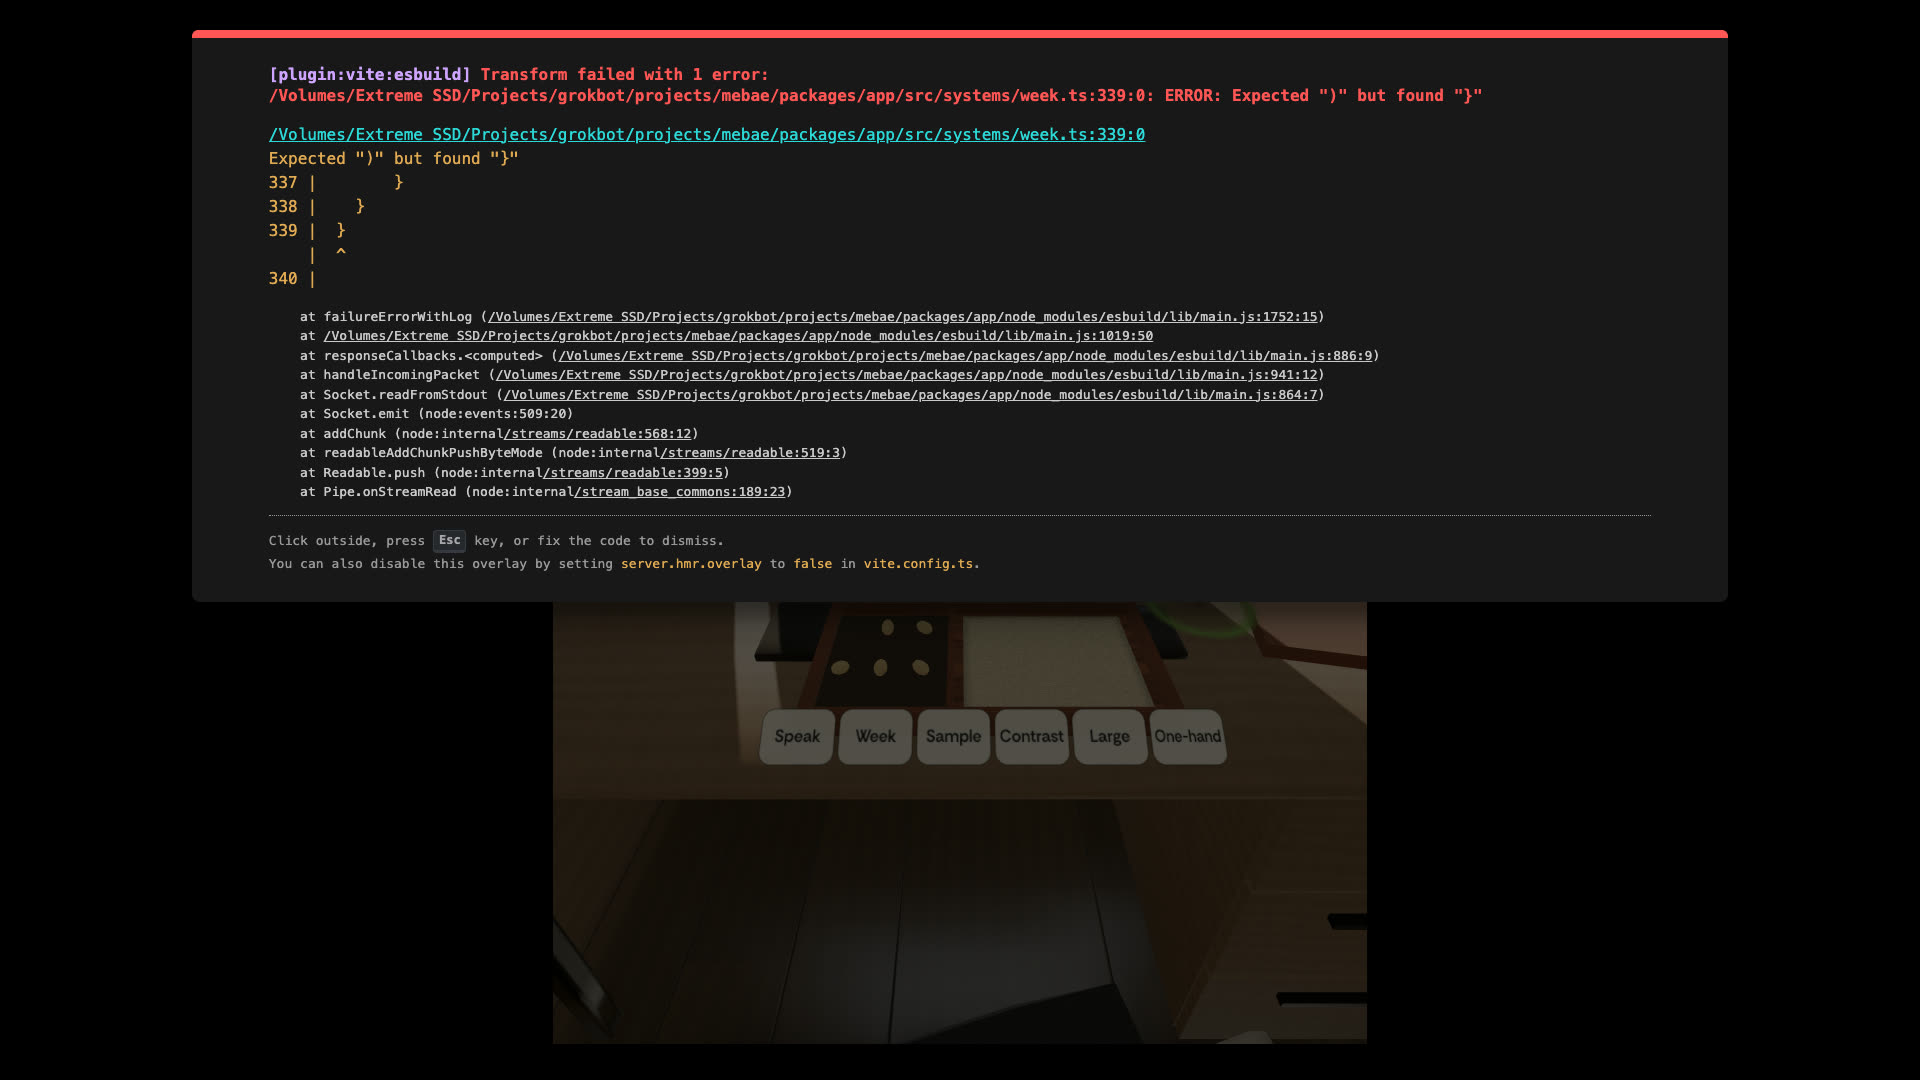 [plugin:vite:esbuild] Transform failed with 1 error:
/Volumes/Extreme SSD/Projects/grokbot/projects/mebae/packages/app/src/systems/week.ts:339:0: ERROR: Expected ")" but found "}"
/Volumes/Extreme SSD/Projects/grokbot/projects/mebae/packages/app/src/systems/week.ts:339:0
Expected ")" but found "}"
337 |        }
338 |    }
339 |  }
    |  ^
340 |
at failureErrorWithLog (/Volumes/Extreme SSD/Projects/grokbot/projects/mebae/packages/app/node_modules/esbuild/lib/main.js:1752:15)
at /Volumes/Extreme SSD/Projects/grokbot/projects/mebae/packages/app/node_modules/esbuild/lib/main.js:1019:50
at responseCallbacks.<computed> (/Volumes/Extreme SSD/Projects/grokbot/projects/mebae/packages/app/node_modules/esbuild/lib/main.js:886:9)
at handleIncomingPacket (/Volumes/Extreme SSD/Projects/grokbot/projects/mebae/packages/app/node_modules/esbuild/lib/main.js:941:12)
at Socket.readFromStdout (/Volumes/Extreme SSD/Projects/grokbot/projects/mebae/packages/app/node_modules/esbuild/lib/main.js:864:7)
at Socket.emit (node:events:509:20)
at addChunk (node:internal/streams/readable:568:12)
at readableAddChunkPushByteMode (node:internal/streams/readable:519:3)
at Readable.push (node:internal/streams/readable:399:5)
at Pipe.onStreamRead (node:internal/stream_base_commons:189:23)
Click outside, press Esc key, or fix the code to dismiss.
You can also disable this overlay by setting server.hmr.overlay to false in vite.config.ts.
Speak Week Sample Contrast Large One-hand